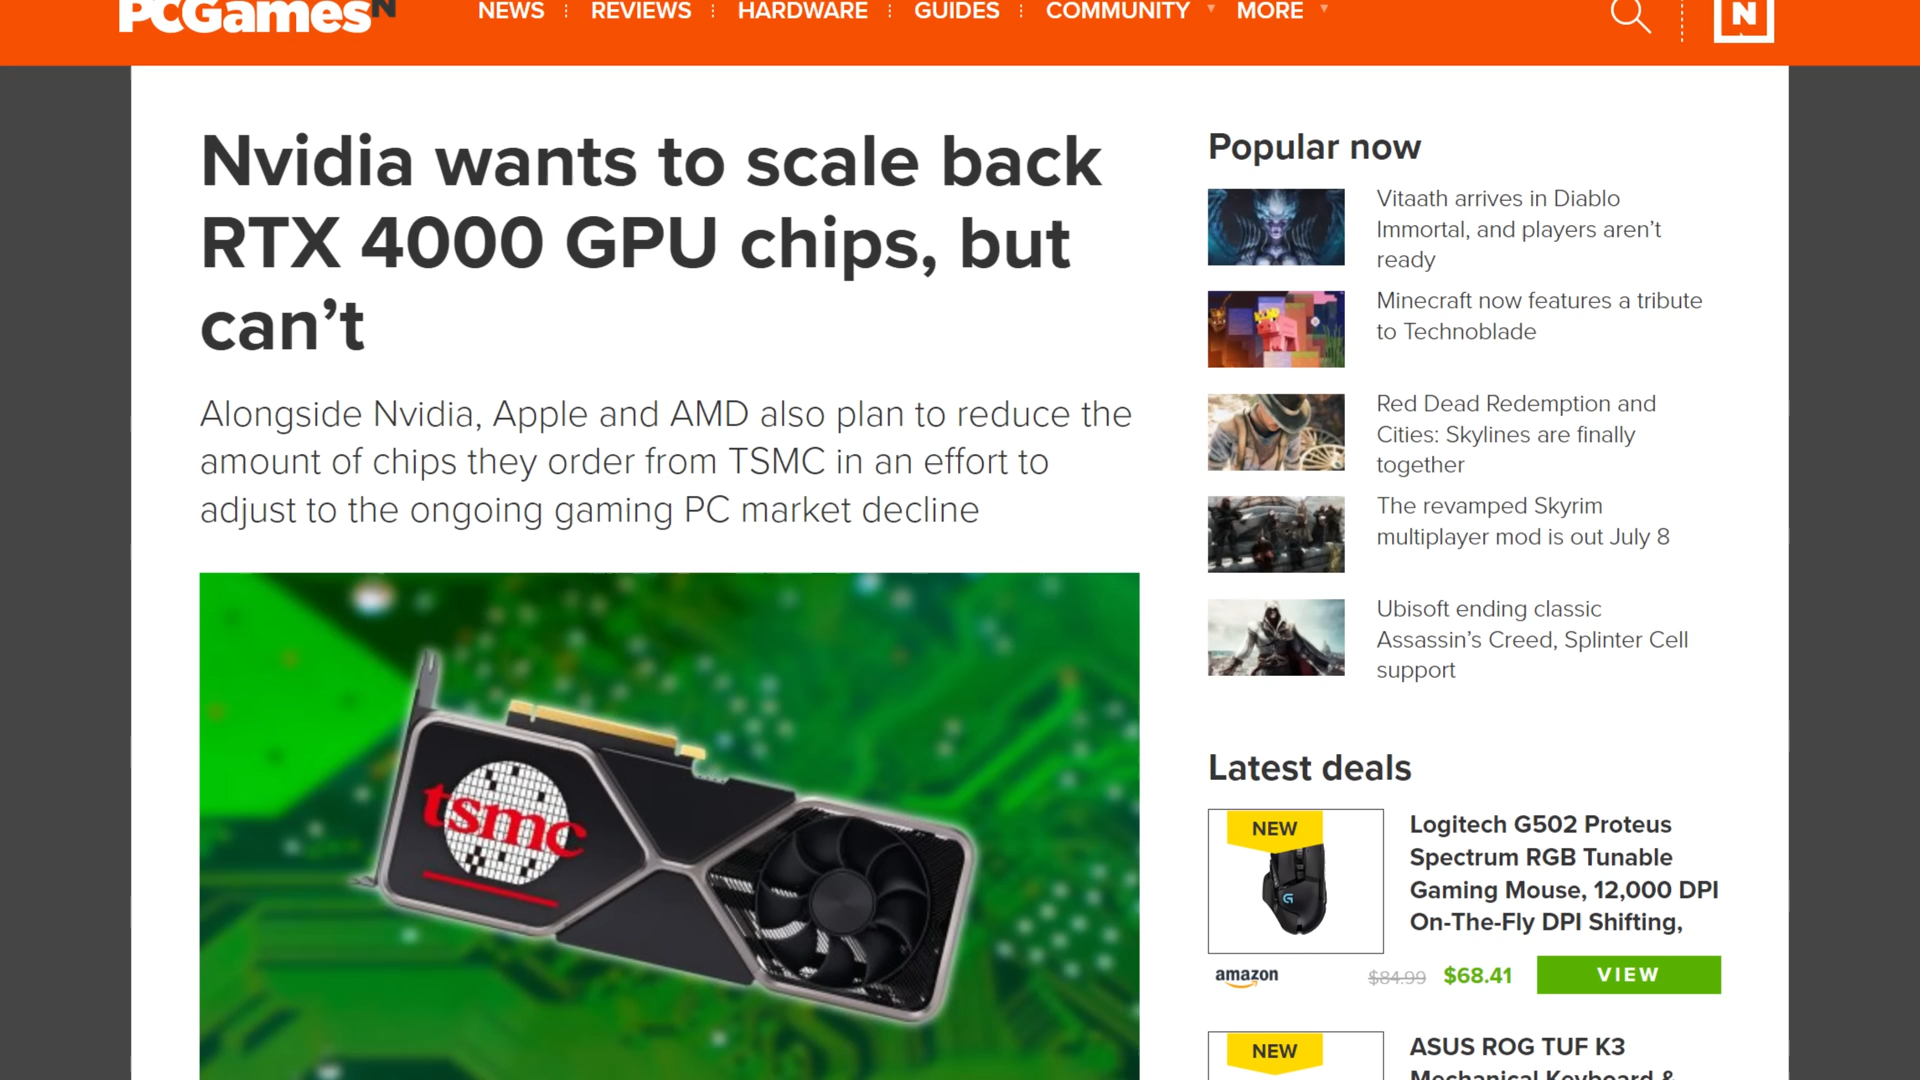 PCGamesN
NEWS
REVIEWS
HARDWARE
GUIDES
COMMUNITY
MORE
N
Nvidia wants to scale back
RTX 4000 GPU chips, but
can’t
Alongside Nvidia, Apple and AMD also plan to reduce the
amount of chips they order from TSMC in an effort to
adjust to the ongoing gaming PC market decline
tsmc
Popular now
Vitaath arrives in Diablo
Immortal, and players aren’t
ready
Minecraft now features a tribute
to Technoblade
Red Dead Redemption and
Cities: Skylines are finally
together
The revamped Skyrim
multiplayer mod is out July 8
Ubisoft ending classic
Assassin’s Creed, Splinter Cell
support
Latest deals
NEW
Logitech G502 Proteus
Spectrum RGB Tunable
Gaming Mouse, 12,000 DPI
On-The-Fly DPI Shifting,
amazon
$84.99
$68.41
VIEW
NEW
ASUS ROG TUF K3
Mechanical Keyboard &